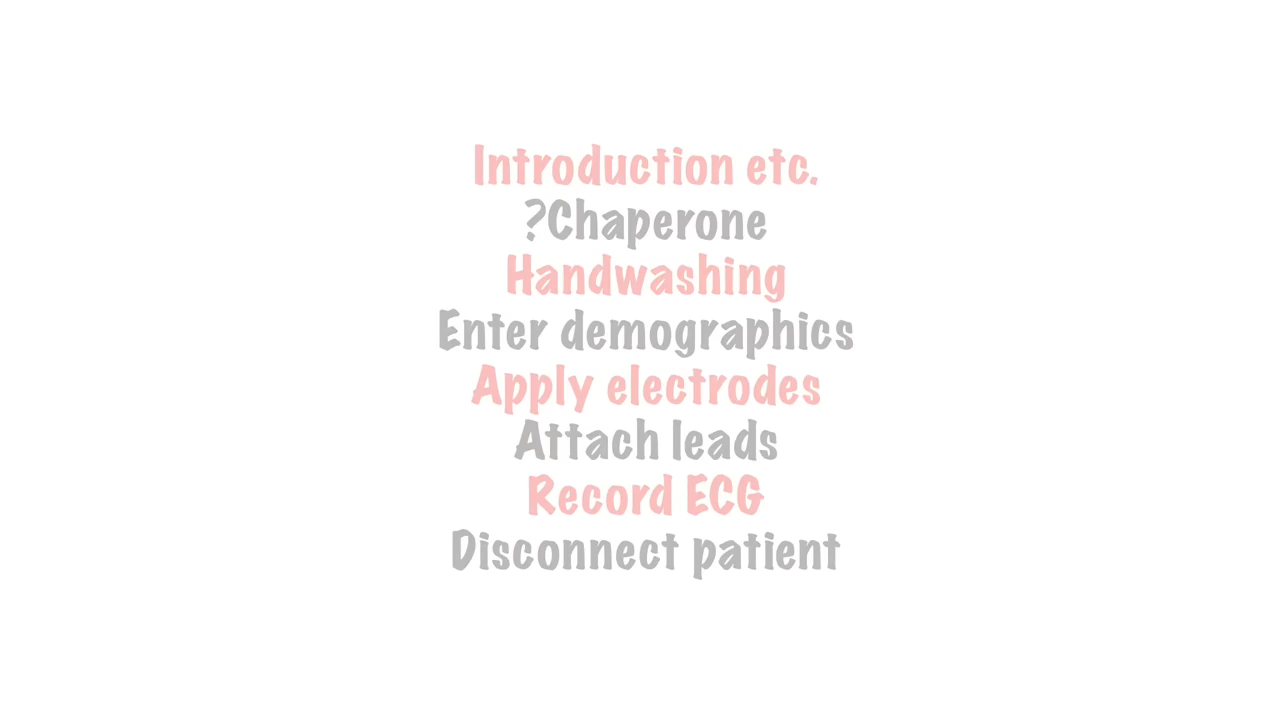 Introduction etc.
?Chaperone
Handwashing
Enter demographics
Apply electrodes
Attach leads
Record ECG
Disconnect patient